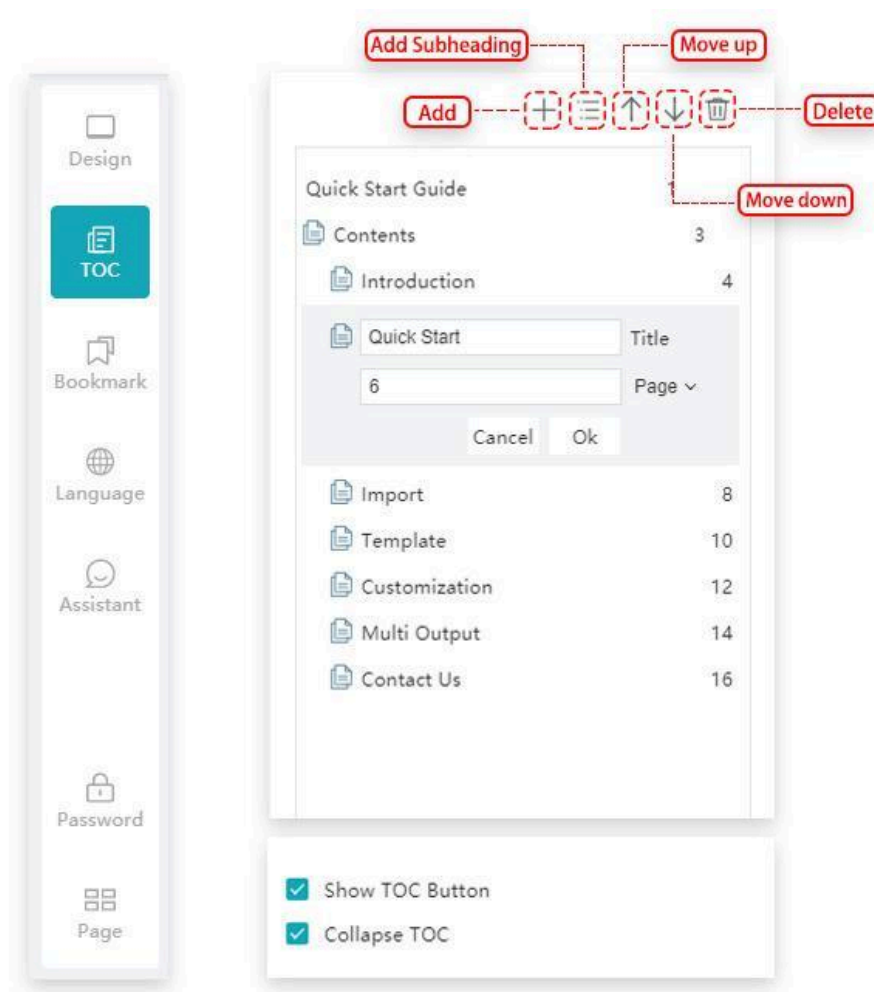 Add Subheading
Move up
Add
Delete
Move down
Design
TOC
Bookmark
Language
Assistant
Password
Page
Quick Start Guide 1
Contents 3
Introduction 4
Quick Start Title
6 Page
Cancel Ok
Import 8
Template 10
Customization 12
Multi Output 14
Contact Us 16
Show TOC Button
Collapse TOC